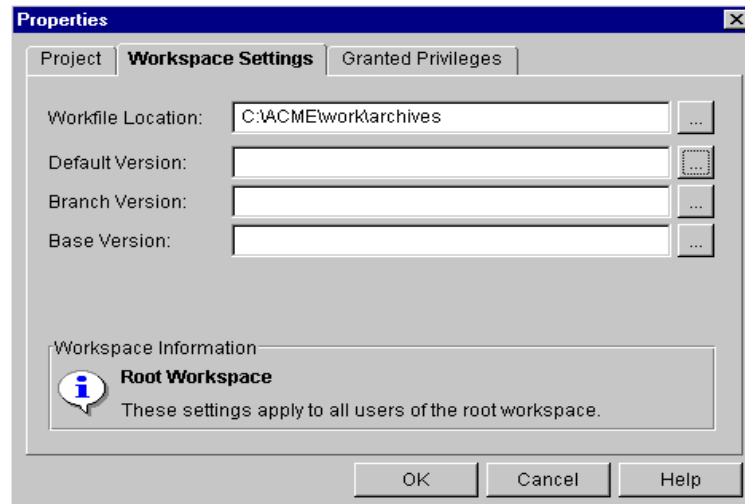 Properties
Project Workspace Settings Granted Privileges
Workfile Location: C:\ACME\work\archives ...
Default Version: ...
Branch Version: ...
Base Version: ...
Workspace Information
Root Workspace
These settings apply to all users of the root workspace.
OK Cancel Help